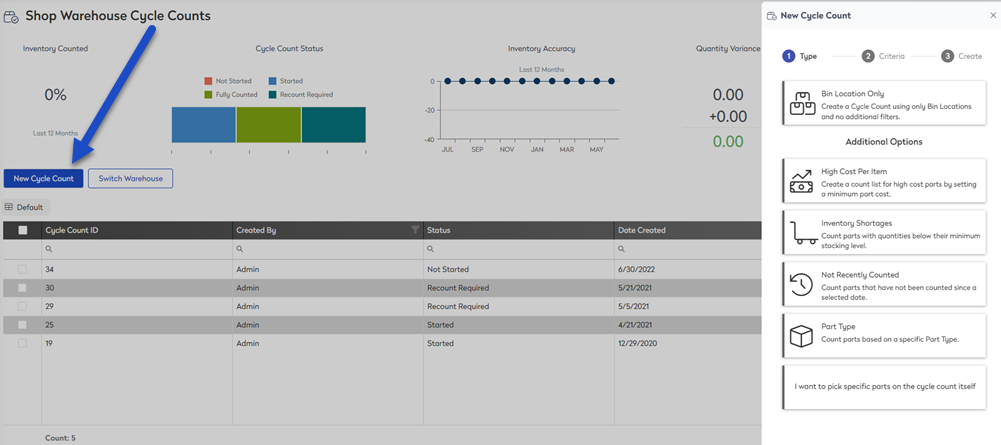 Shop Warehouse Cycle Counts
Inventory Counted
0%
Last 12 Months
Cycle Count Status
Not Started
Started
Fully Counted
Recount Required
Inventory Accuracy
Last 12 Months
0
-20
-40
JUL SEP NOV JAN MAR MAY
Quantity Variance
0.00
+0.00
0.00
New Cycle Count
Switch Warehouse
Default
Cycle Count ID Created By Status Date Created
34 Admin Not Started 6/30/2022
30 Admin Recount Required 5/21/2021
29 Admin Recount Required 5/5/2021
25 Admin Started 4/21/2021
19 Admin Started 12/29/2020
Count: 5
New Cycle Count
1 Type 2 Criteria 3 Create
Bin Location Only
Create a Cycle Count using only Bin Locations
and no additional filters.
Additional Options
High Cost Per Item
Create a count list for high cost parts by setting
a minimum part cost.
Inventory Shortages
Count parts with quantities below their minimum
stocking level.
Not Recently Counted
Count parts that have not been counted since a
selected date.
Part Type
Count parts based on a specific Part Type.
I want to pick specific parts on the cycle count itself